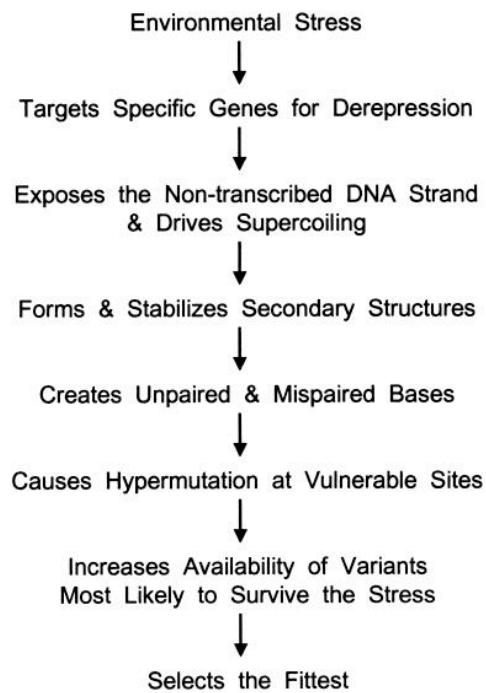 Environmental Stress
Targets Specific Genes for Derepression
Exposes the Non-transcribed DNA Strand
& Drives Supercoiling
Forms & Stabilizes Secondary Structures
Creates Unpaired & Mispaired Bases
Causes Hypermutation at Vulnerable Sites
Increases Availability of Variants
Most Likely to Survive the Stress
Selects the Fittest